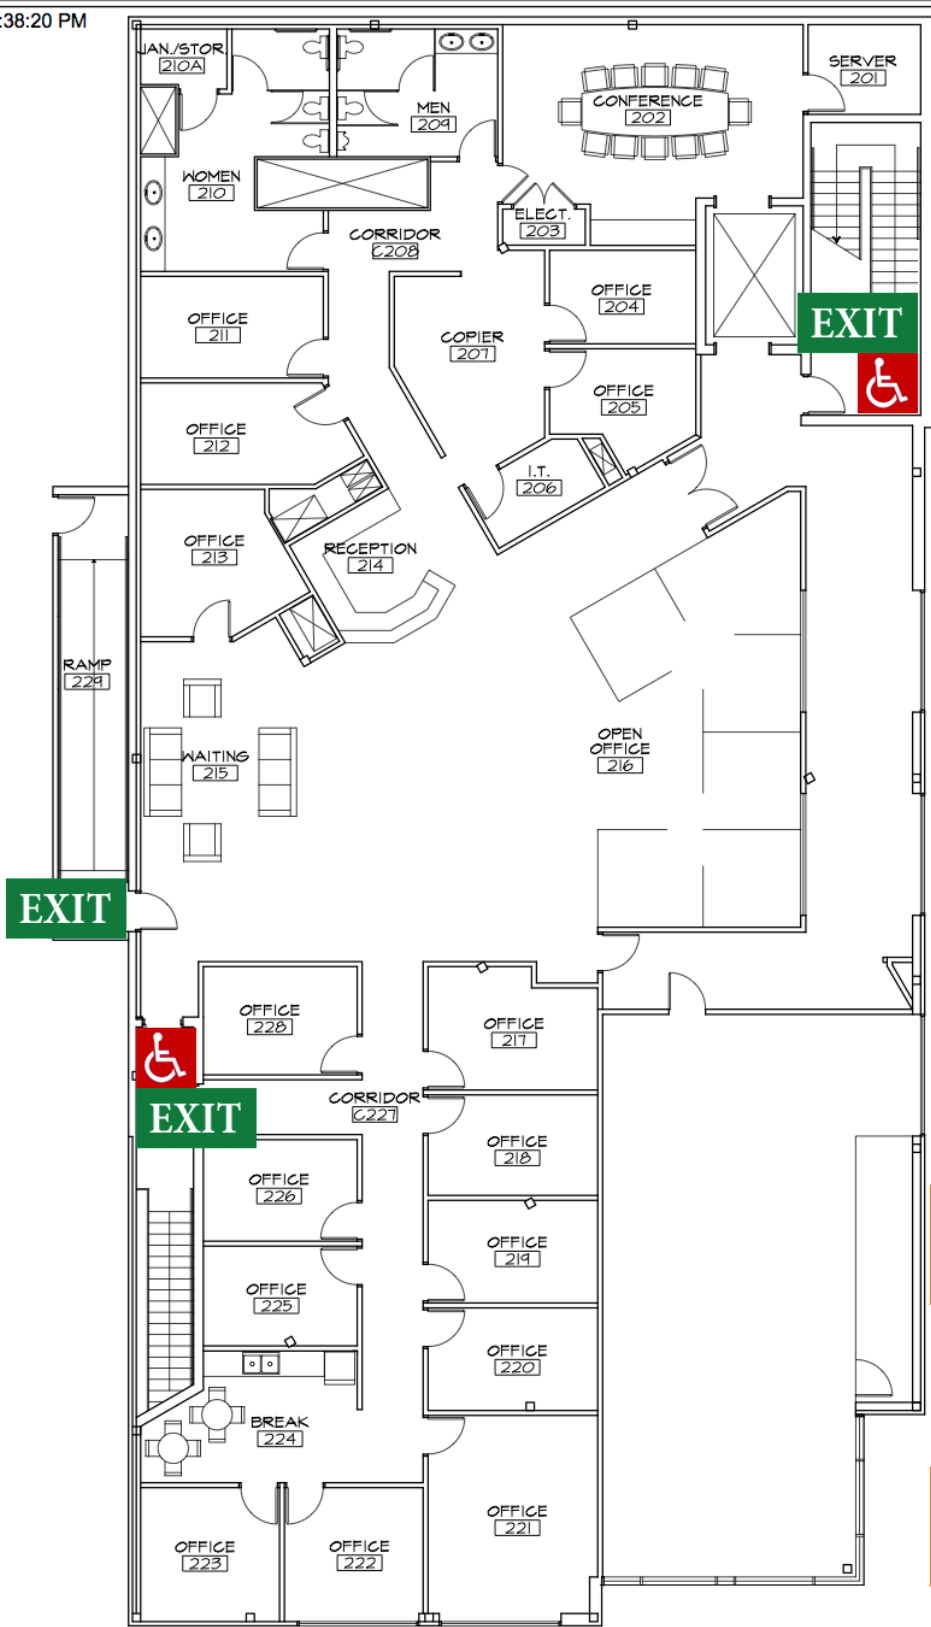 :38:20 PM
JAN./STOR.
210A
MEN
209
CONFERENCE
202
SERVER
201
WOMEN
210
ELECT.
203
CORRIDOR
C208
OFFICE
204
OFFICE
211
COPIER
207
EXIT
OFFICE
205
OFFICE
212
I.T.
206
OFFICE
213
RECEPTION
214
RAMP
229
WAITING
215
OPEN
OFFICE
216
EXIT
OFFICE
228
OFFICE
217
EXIT
CORRIDOR
C227
OFFICE
218
OFFICE
226
OFFICE
219
OFFICE
225
OFFICE
220
BREAK
224
OFFICE
221
OFFICE
223
OFFICE
222